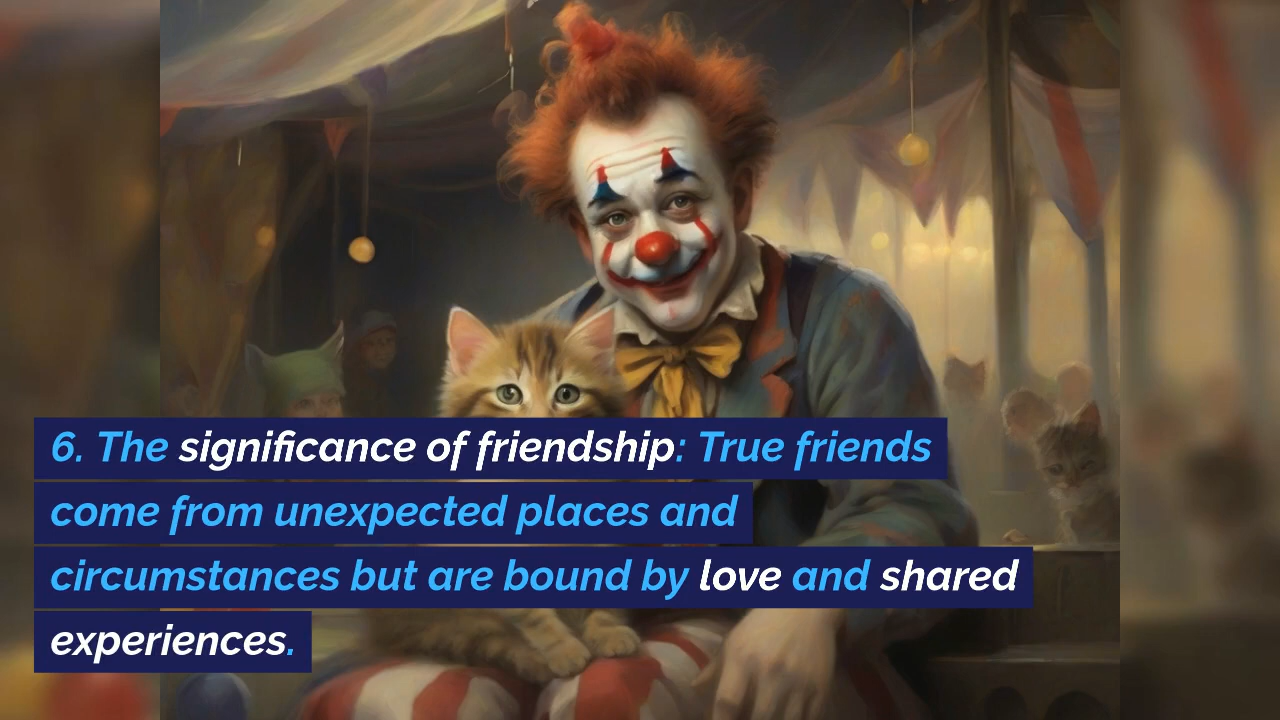 6. The significance of friendship: True friends
come from unexpected places and
circumstances but are bound by love and shared
experiences.